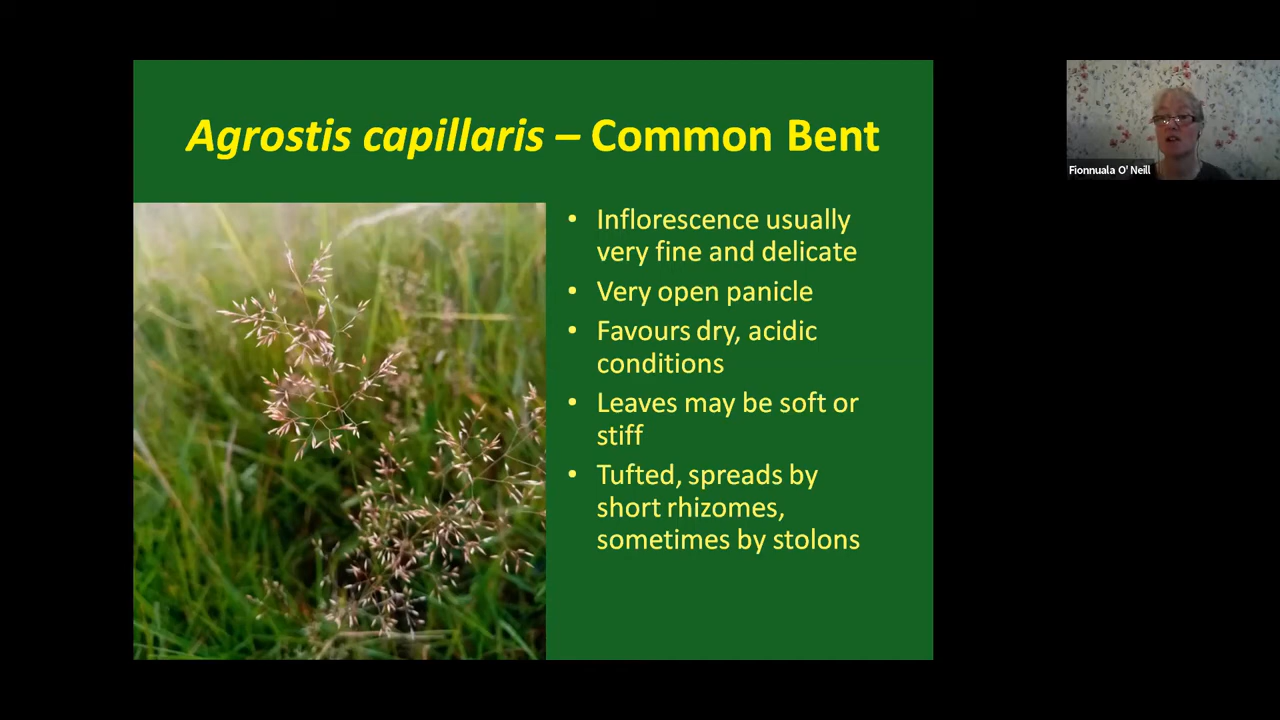 Agrostis capillaris – Common Bent
• Inflorescence usually
very fine and delicate
• Very open panicle
• Favours dry, acidic
conditions
• Leaves may be soft or
stiff
• Tufted, spreads by
short rhizomes,
sometimes by stolons
Fionnuala O' Neill